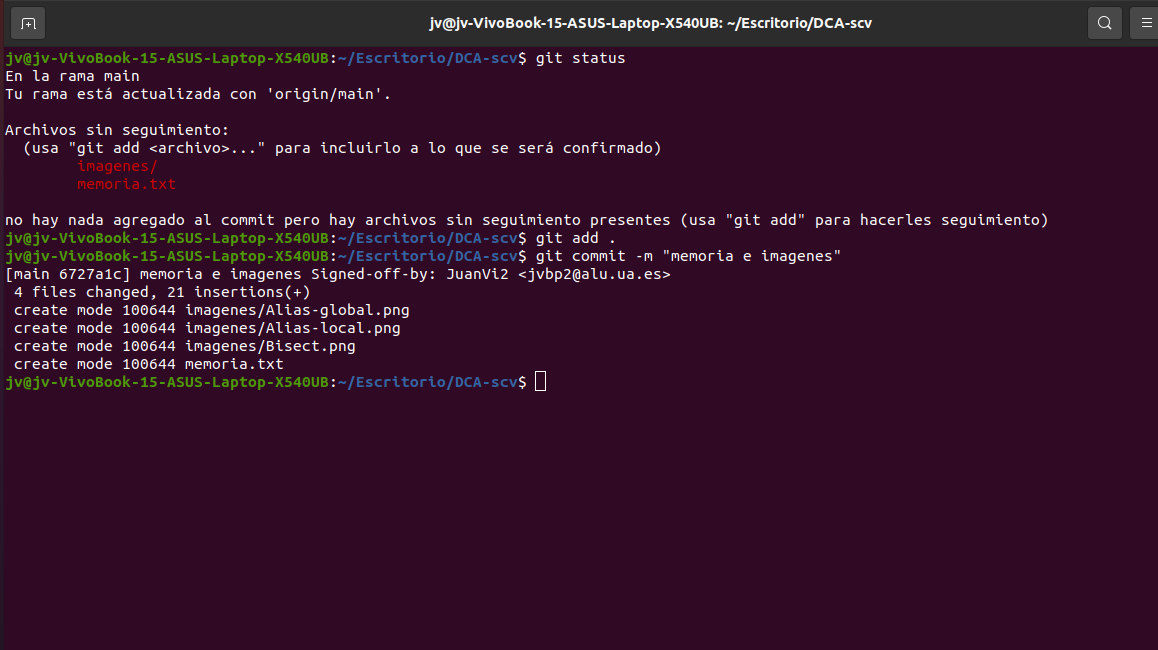 jv@jv-VivoBook-15-ASUS-Laptop-X540UB: ~/Escritorio/DCA-scv
jv@jv-VivoBook-15-ASUS-Laptop-X540UB:~/Escritorio/DCA-scv$ git status
En la rama main
Tu rama está actualizada con 'origin/main'.
Archivos sin seguimiento:
  (usa "git add <archivo>..." para incluirlo a lo que se será confirmado)
        imagenes/
        memoria.txt
no hay nada agregado al commit pero hay archivos sin seguimiento presentes (usa "git add" para hacerles seguimiento)
jv@jv-VivoBook-15-ASUS-Laptop-X540UB:~/Escritorio/DCA-scv$ git add .
jv@jv-VivoBook-15-ASUS-Laptop-X540UB:~/Escritorio/DCA-scv$ git commit -m "memoria e imagenes"
[main 6727a1c] memoria e imagenes Signed-off-by: JuanVi2 <jvbp2@alu.ua.es>
 4 files changed, 21 insertions(+)
 create mode 100644 imagenes/Alias-global.png
 create mode 100644 imagenes/Alias-local.png
 create mode 100644 imagenes/Bisect.png
 create mode 100644 memoria.txt
jv@jv-VivoBook-15-ASUS-Laptop-X540UB:~/Escritorio/DCA-scv$